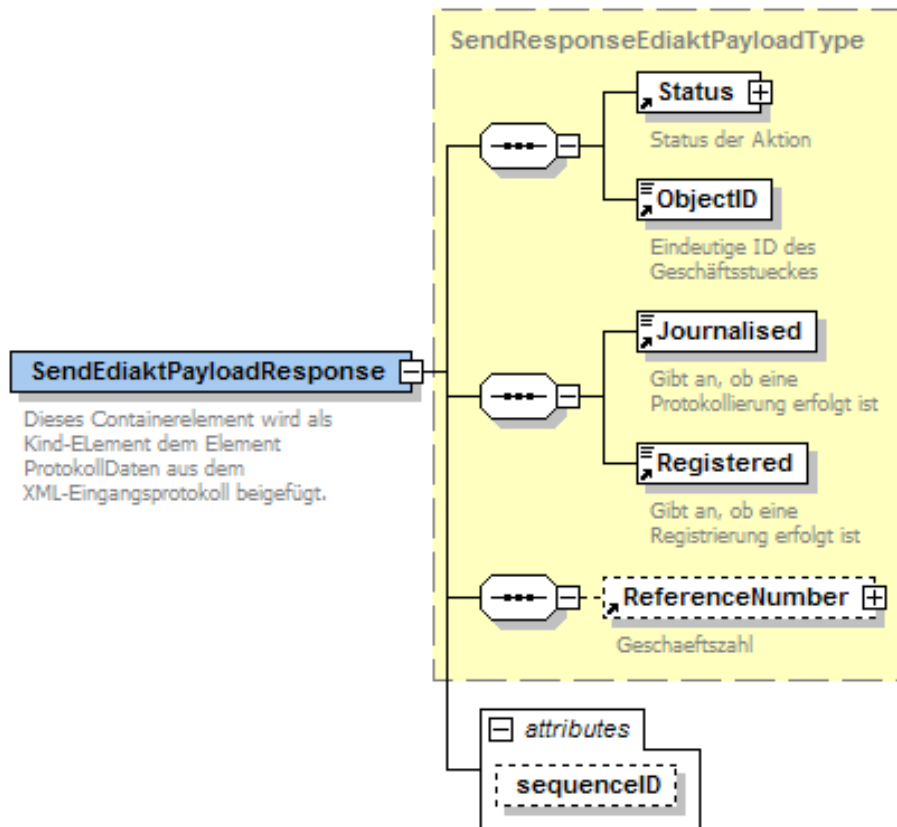 SendResponseEdiaktPayloadType
Status
Status der Aktion
ObjectID
Eindeutige ID des
Geschäftsstueckes
Journalised
Gibt an, ob eine
Protokollierung erfolgt ist
SendEdiaktPayloadResponse
Dieses Containerelement wird als
Kind-ELement dem Element
ProtokollDaten aus dem
XML-Eingangsprotokoll beigefügt.
Registered
Gibt an, ob eine
Registrierung erfolgt ist
ReferenceNumber
Geschaeftszahl
attributes
sequenceID